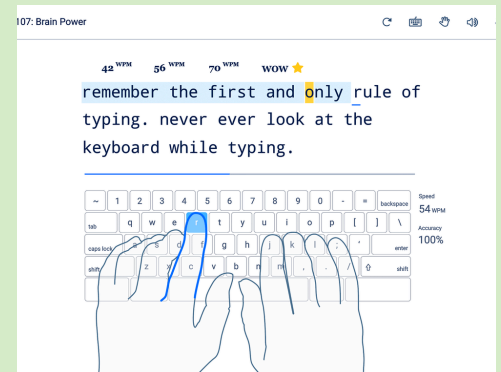 107: Brain Power
42 WPM 56 WPM 70 WPM WOW
remember the first and only rule of
typing. never ever look at the
keyboard while typing.
~ 1 2 3 4 5 6 7 8 9 0 - = backspace
tab q w e r t y u i o p [ ] \
caps lock a s d f g h j k l ; ' enter
shift z x c v b n m , . / shift
Speed
54 WPM
Accuracy
100%